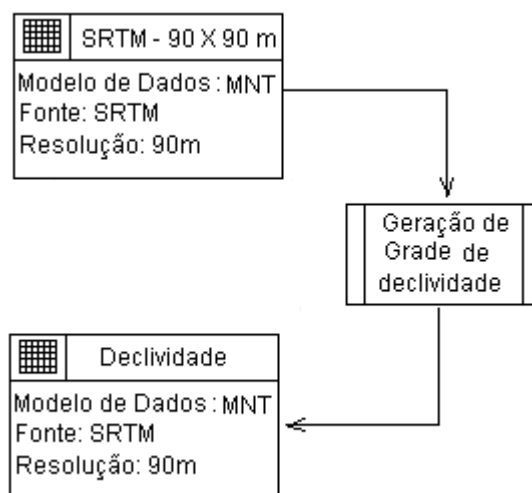 SRTM - 90 X 90 m
Modelo de Dados : MNT
Fonte: SRTM
Resolução: 90m
Geração de
Grade de
declividade
Declividade
Modelo de Dados : MNT
Fonte: SRTM
Resolução: 90m